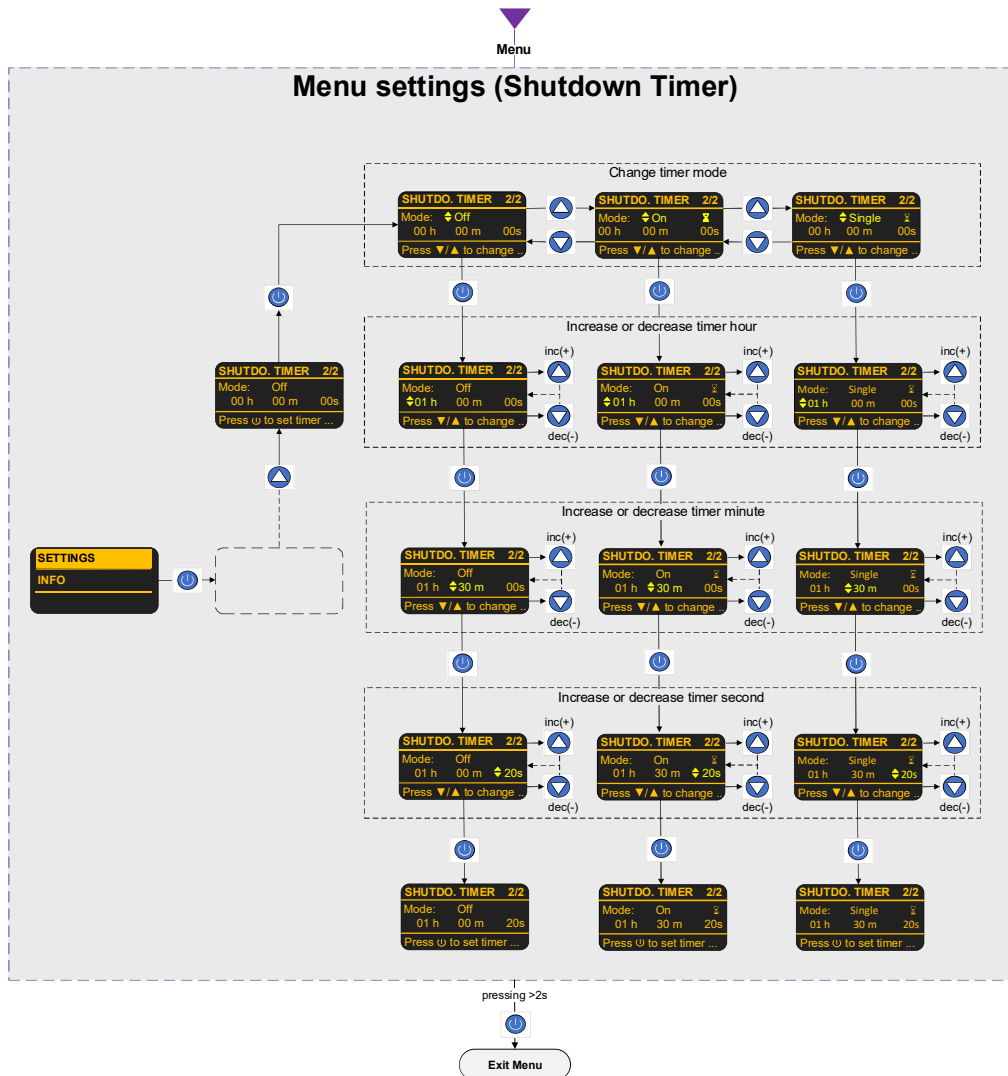 Menu
Menu settings (Shutdown Timer)
Change timer mode
SHUTDO. TIMER 2/2
Mode: Off
00 h 00 m 00s
Press ▼/▲ to change ..
SHUTDO. TIMER 2/2
Mode: On
00 h 00 m 00s
Press ▼/▲ to change ..
SHUTDO. TIMER 2/2
Mode: Single
00 h 00 m 00s
Press ▼/▲ to change ..
Increase or decrease timer hour
SHUTDO. TIMER 2/2
Mode: Off
00 h 00 m 00s
Press to set timer ...
SHUTDO. TIMER 2/2
Mode: Off
01 h 00 m 00s
Press ▼/▲ to change ..
inc(+)
dec(-)
SHUTDO. TIMER 2/2
Mode: On
01 h 00 m 00s
Press ▼/▲ to change ..
inc(+)
dec(-)
SHUTDO. TIMER 2/2
Mode: Single
01 h 00 m 00s
Press ▼/▲ to change ..
inc(+)
dec(-)
Increase or decrease timer minute
SETTINGS
INFO
SHUTDO. TIMER 2/2
Mode: Off
01 h 30 m 00s
Press ▼/▲ to change ..
inc(+)
dec(-)
SHUTDO. TIMER 2/2
Mode: On
01 h 30 m 00s
Press ▼/▲ to change ..
inc(+)
dec(-)
SHUTDO. TIMER 2/2
Mode: Single
01 h 30 m 00s
Press ▼/▲ to change ..
inc(+)
dec(-)
Increase or decrease timer second
SHUTDO. TIMER 2/2
Mode: Off
01 h 00 m 20s
Press ▼/▲ to change ..
inc(+)
dec(-)
SHUTDO. TIMER 2/2
Mode: On
01 h 30 m 20s
Press ▼/▲ to change ..
inc(+)
dec(-)
SHUTDO. TIMER 2/2
Mode: Single
01 h 30 m 20s
Press ▼/▲ to change ..
inc(+)
dec(-)
SHUTDO. TIMER 2/2
Mode: Off
01 h 00 m 20s
Press to set timer ...
SHUTDO. TIMER 2/2
Mode: On
01 h 30 m 20s
Press to set timer ...
SHUTDO. TIMER 2/2
Mode: Single
01 h 30 m 20s
Press to set timer ...
pressing >2s
Exit Menu